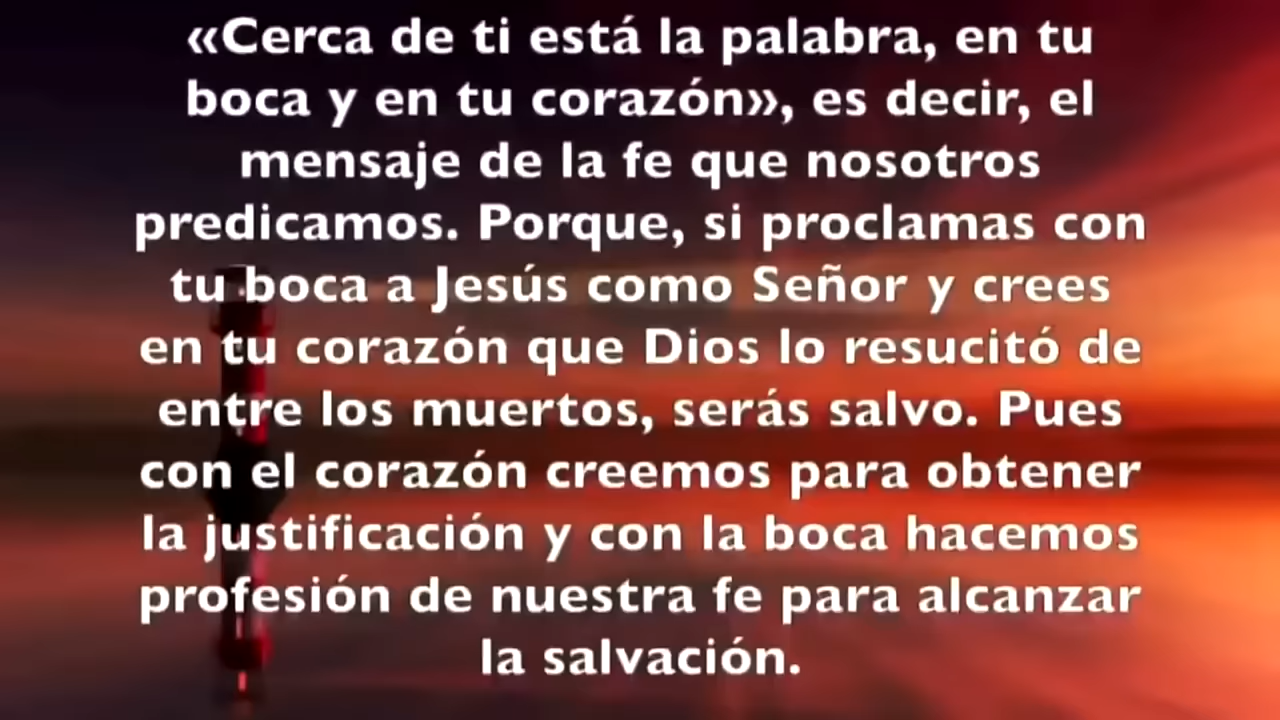 «Cerca de ti está la palabra, en tu
boca y en tu corazón», es decir, el
mensaje de la fe que nosotros
predicamos. Porque, si proclamas con
tu boca a Jesús como Señor y crees
en tu corazón que Dios lo resucitó de
entre los muertos, serás salvo. Pues
con el corazón creemos para obtener
la justificación y con la boca hacemos
profesión de nuestra fe para alcanzar
la salvación.